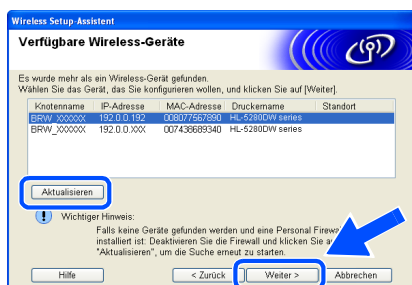 Wireless Setup-Assistent
Verfügbare Wireless-Geräte
Es wurde mehr als ein Wireless-Gerät gefunden.
Wählen Sie das Gerät, das Sie konfigurieren wollen, und klicken Sie auf [Weiter].
Knotenname IP-Adresse MAC-Adresse Druckername Standort
BRW_XXXXXX 192.0.0.192 008077567890 HL-5280DW series
BRW_XXXXXX 192.0.0.XXX 007438689340 HL-5280DW series
Aktualisieren
Wichtiger Hinweis:
Falls keine Geräte gefunden werden und eine Personal
installiert ist: Deaktivieren Sie die Firewall und klicken Sie
"Aktualisieren", um die Suche erneut zu starten.
Hilfe < Zurück Weiter > Abbrechen